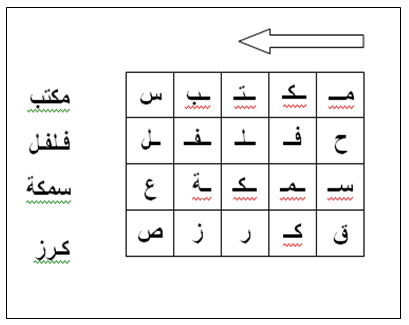 مـ ـكـ ـتـ ـب س مكتب
ح فـ ـلـ ـفـ ـل فلفل
سـ ـمـ ـكـ ـة ع سمكة
ق كـ ر ز ص كرز